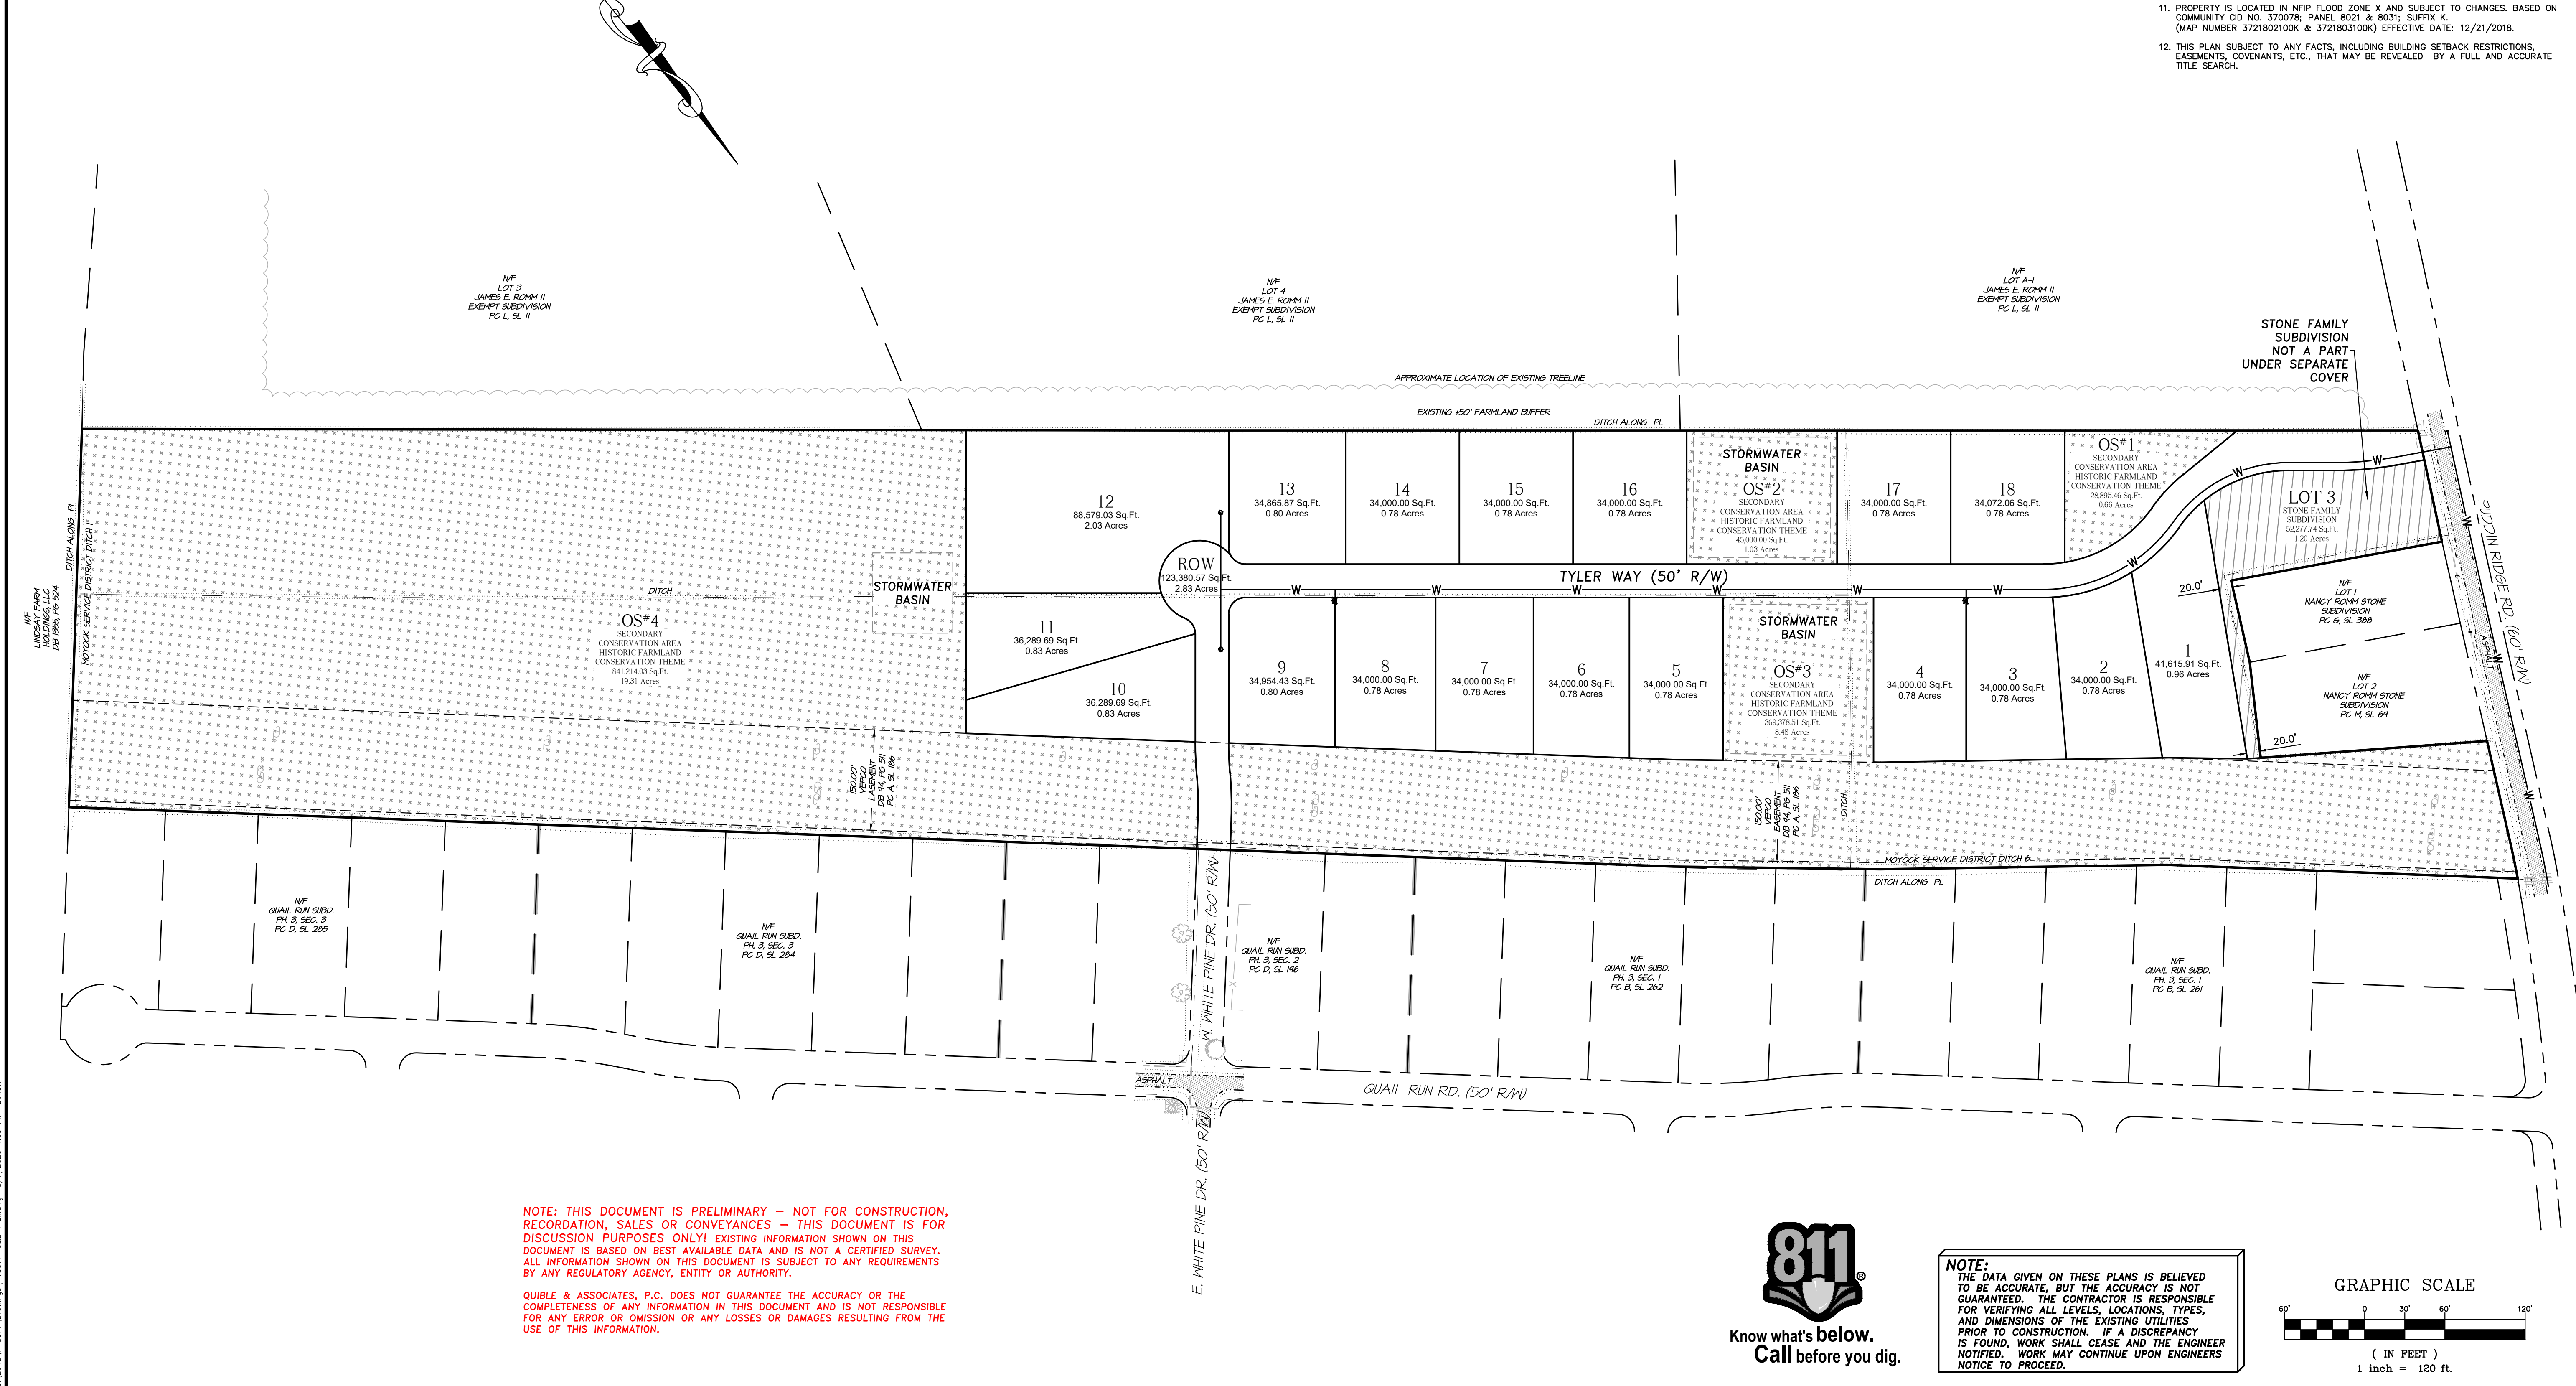 11. PROPERTY IS LOCATED IN NFIP FLOOD ZONE X AND SUBJECT TO CHANGES. BASED ON
COMMUNITY CID NO. 370078; PANEL 8021 & 8031; SUFFIX K.
(MAP NUMBER 3721802100K & 3721803100K) EFFECTIVE DATE: 12/21/2018.
12. THIS PLAN SUBJECT TO ANY FACTS, INCLUDING BUILDING SETBACK RESTRICTIONS,
EASEMENTS, COVENANTS, ETC., THAT MAY BE REVEALED BY A FULL AND ACCURATE
TITLE SEARCH.
N/F
LOT 3
JAMES E. ROMM II
EXEMPT SUBDIVISION
PC L, SL 11
N/F
LOT 4
JAMES E. ROMM II
EXEMPT SUBDIVISION
PC L, SL 11
N/F
LOT A-1
JAMES E. ROMM II
EXEMPT SUBDIVISION
PC L, SL 11
STONE FAMILY
SUBDIVISION
NOT A PART
UNDER SEPARATE
COVER
APPROXIMATE LOCATION OF EXISTING TREELINE
EXISTING +50' FARMLAND BUFFER
DITCH ALONG PL
N/F
LINDSAY FARM
HOLDINGS, LLC
DB 1355, PG 524
DITCH ALONG PL
MOYOCK SERVICE DISTRICT DITCH 1
DITCH
OS#4
SECONDARY
CONSERVATION AREA
HISTORIC FARMLAND
CONSERVATION THEME
841,214.03 Sq.Ft.
19.31 Acres
STORMWATER
BASIN
12
88,579.03 Sq.Ft.
2.03 Acres
11
36,289.69 Sq.Ft.
0.83 Acres
10
36,289.69 Sq.Ft.
0.83 Acres
ROW
123,380.57 Sq.Ft.
2.83 Acres
13
34,865.87 Sq.Ft.
0.80 Acres
14
34,000.00 Sq.Ft.
0.78 Acres
15
34,000.00 Sq.Ft.
0.78 Acres
16
34,000.00 Sq.Ft.
0.78 Acres
STORMWATER
BASIN
OS#2
SECONDARY
CONSERVATION AREA
HISTORIC FARMLAND
CONSERVATION THEME
45,000.00 Sq.Ft.
1.03 Acres
17
34,000.00 Sq.Ft.
0.78 Acres
18
34,072.06 Sq.Ft.
0.78 Acres
OS#1
SECONDARY
CONSERVATION AREA
HISTORIC FARMLAND
CONSERVATION THEME
28,895.46 Sq.Ft.
0.66 Acres
LOT 3
STONE FAMILY
SUBDIVISION
52,277.74 Sq.Ft.
1.20 Acres
TYLER WAY (50' R/W)
W W W W W W W W W W W W W
9
34,954.43 Sq.Ft.
0.80 Acres
8
34,000.00 Sq.Ft.
0.78 Acres
7
34,000.00 Sq.Ft.
0.78 Acres
6
34,000.00 Sq.Ft.
0.78 Acres
5
34,000.00 Sq.Ft.
0.78 Acres
STORMWATER
BASIN
OS#3
SECONDARY
CONSERVATION AREA
HISTORIC FARMLAND
CONSERVATION THEME
369,378.51 Sq.Ft.
8.48 Acres
4
34,000.00 Sq.Ft.
0.78 Acres
3
34,000.00 Sq.Ft.
0.78 Acres
2
34,000.00 Sq.Ft.
0.78 Acres
1
41,615.91 Sq.Ft.
0.96 Acres
20.0'
20.0'
N/F
LOT 1
NANCY ROMM STONE
SUBDIVISION
PC G, SL 388
N/F
LOT 2
NANCY ROMM STONE
SUBDIVISION
PC M, SL 69
PUDDIN RIDGE RD. (60' R/W)
ASPHALT
150.00'
VEPCO
EASEMENT
DB 44, PG 511
PC A, SL 186
150.00'
VEPCO
EASEMENT
DB 44, PG 511
PC A, SL 186
DITCH
MOYOCK SERVICE DISTRICT DITCH 6
DITCH ALONG PL
N/F
QUAIL RUN SUBD.
PH. 3, SEC. 3
PC D, SL 285
N/F
QUAIL RUN SUBD.
PH. 3, SEC. 3
PC D, SL 284
N/F
QUAIL RUN SUBD.
PH. 3, SEC. 2
PC D, SL 196
N/F
QUAIL RUN SUBD.
PH. 3, SEC. 1
PC B, SL 262
N/F
QUAIL RUN SUBD.
PH. 3, SEC. 1
PC B, SL 261
W. WHITE PINE DR. (50' R/W)
X
ASPHALT
QUAIL RUN RD. (50' R/W)
E. WHITE PINE DR. (50' R/W)
NOTE: THIS DOCUMENT IS PRELIMINARY – NOT FOR CONSTRUCTION,
RECORDATION, SALES OR CONVEYANCES – THIS DOCUMENT IS FOR
DISCUSSION PURPOSES ONLY! EXISTING INFORMATION SHOWN ON THIS
DOCUMENT IS BASED ON BEST AVAILABLE DATA AND IS NOT A CERTIFIED SURVEY.
ALL INFORMATION SHOWN ON THIS DOCUMENT IS SUBJECT TO ANY REQUIREMENTS
BY ANY REGULATORY AGENCY, ENTITY OR AUTHORITY.
QUIBLE & ASSOCIATES, P.C. DOES NOT GUARANTEE THE ACCURACY OR THE
COMPLETENESS OF ANY INFORMATION IN THIS DOCUMENT AND IS NOT RESPONSIBLE
FOR ANY ERROR OR OMISSION OR ANY LOSSES OR DAMAGES RESULTING FROM THE
USE OF THIS INFORMATION.
811®
Know what's below.
Call before you dig.
NOTE:
THE DATA GIVEN ON THESE PLANS IS BELIEVED
TO BE ACCURATE, BUT THE ACCURACY IS NOT
GUARANTEED. THE CONTRACTOR IS RESPONSIBLE
FOR VERIFYING ALL LEVELS, LOCATIONS, TYPES,
AND DIMENSIONS OF THE EXISTING UTILITIES
PRIOR TO CONSTRUCTION. IF A DISCREPANCY
IS FOUND, WORK SHALL CEASE AND THE ENGINEER
NOTIFIED. WORK MAY CONTINUE UPON ENGINEERS
NOTICE TO PROCEED.
GRAPHIC SCALE
60' 0 30' 60' 120'
( IN FEET )
1 inch = 120 ft.